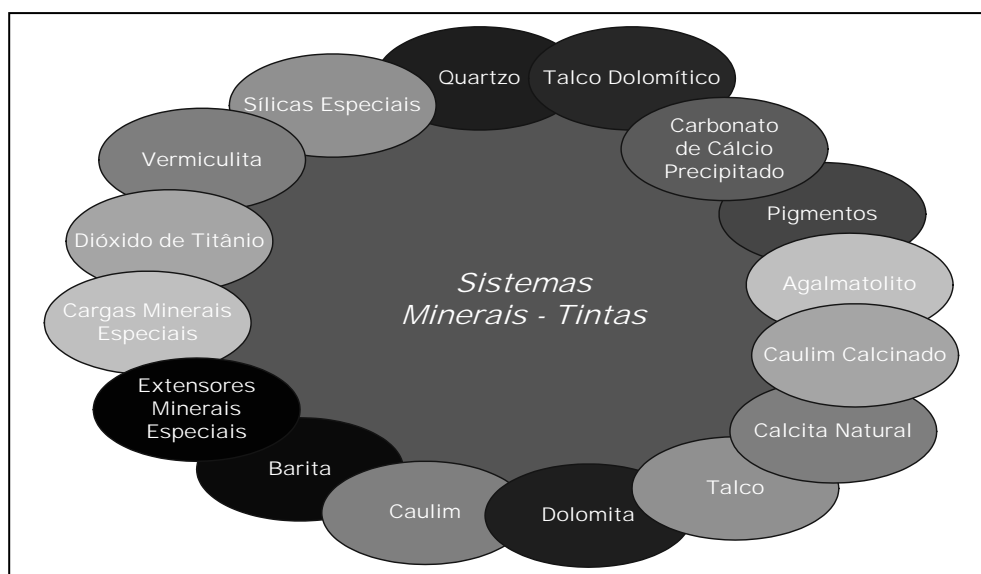 Quartzo
Talco Dolomítico
Sílicas Especiais
Carbonato
de Cálcio
Precipitado
Vermiculita
Pigmentos
Dióxido de Titânio
Agalmatolito
Sistemas
Minerais - Tintas
Cargas Minerais
Especiais
Caulim Calcinado
Extensores
Minerais
Especiais
Calcita Natural
Barita
Talco
Caulim
Dolomita